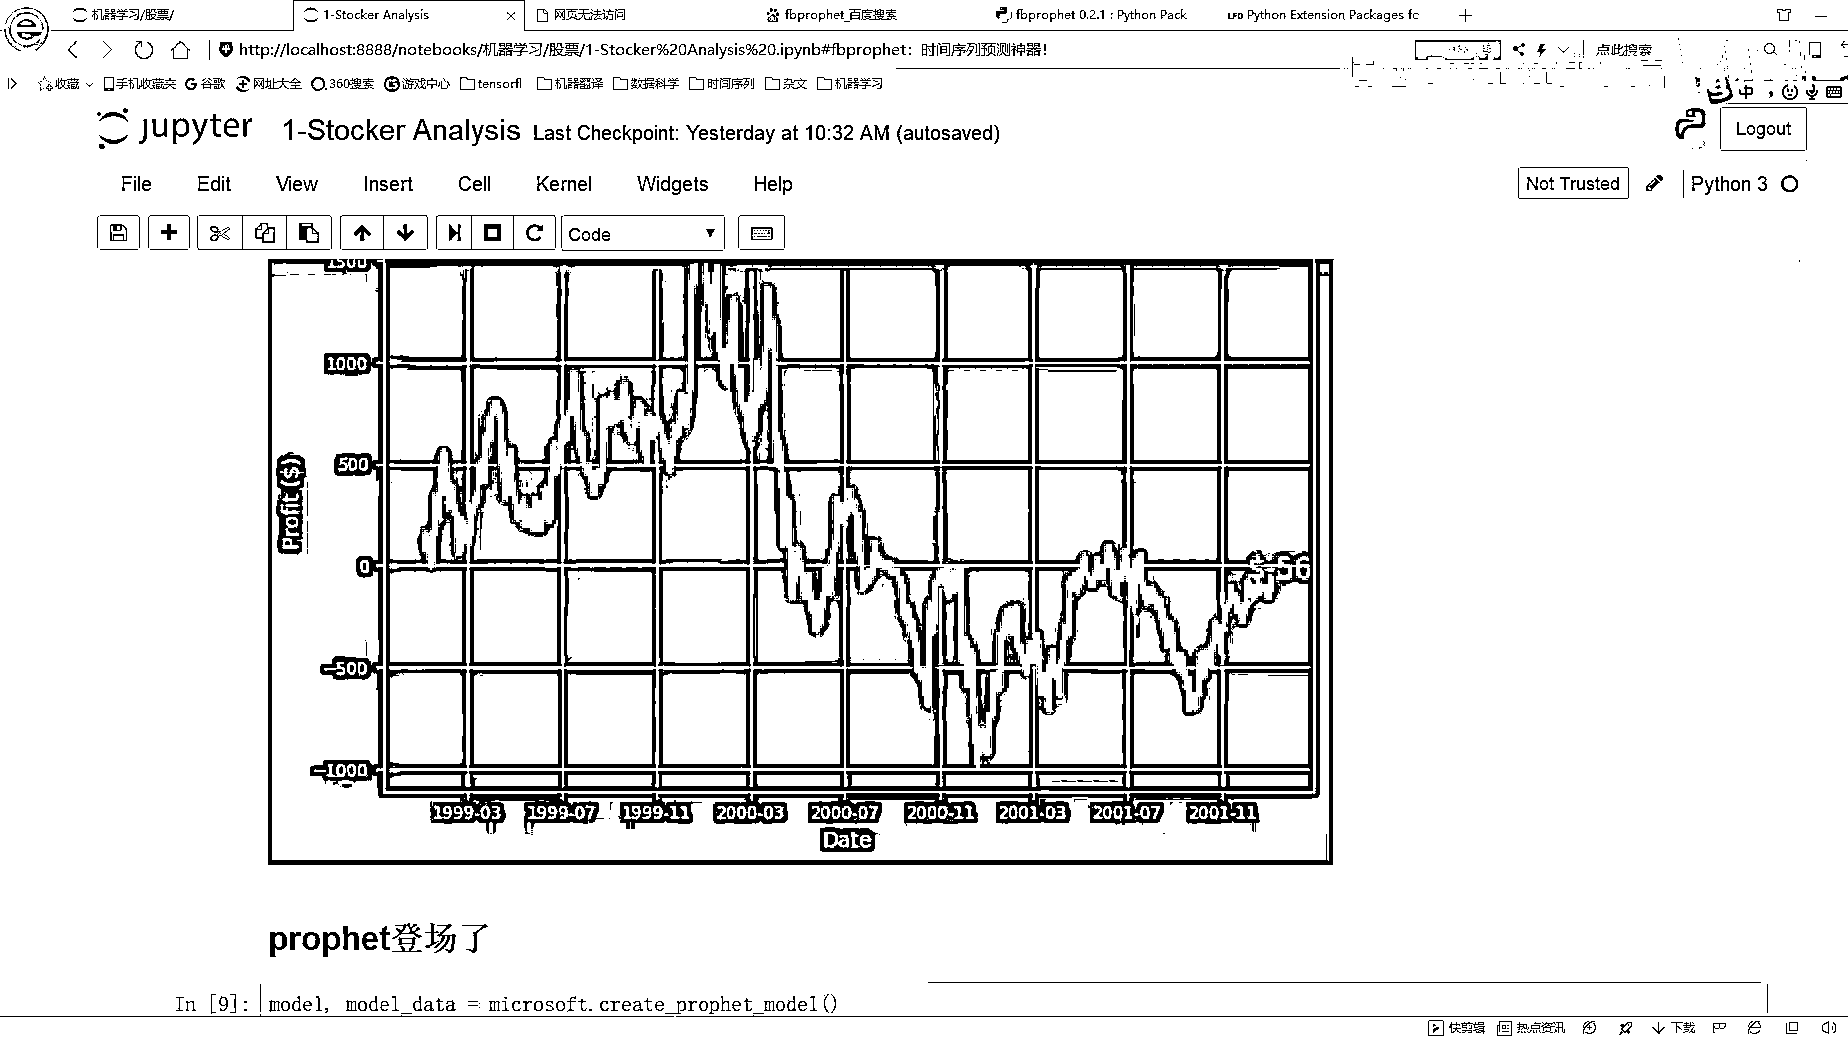 机器学习/股票/ 1-Stocker Analysis 网页无法访问 fbprophet_百度搜索 fbprophet 0.2.1 : Python Pack LFD Python Extension Packages fc
http://localhost:8888/notebooks/机器学习/股票/1-Stocker%20Analysis%20.ipynb#fbprophet：时间序列预测神器! 点此搜索
收藏 手机收藏夹 谷歌 网址大全 360搜索 游戏中心 tensorfl 机器翻译 数据科学 时间序列 杂文 机器学习
中
jupyter 1-Stocker Analysis Last Checkpoint: Yesterday at 10:32 AM (autosaved) Logout
File Edit View Insert Cell Kernel Widgets Help Not Trusted Python 3
Code
1500
1000
500
0
−500
−1000
Profit ($)
$-56
1999-03 1999-07 1999-11 2000-03 2000-07 2000-11 2001-03 2001-07 2001-11
Date
prophet登场了
In [9]: model, model_data = microsoft.create_prophet_model()
快剪辑 热点资讯 下载